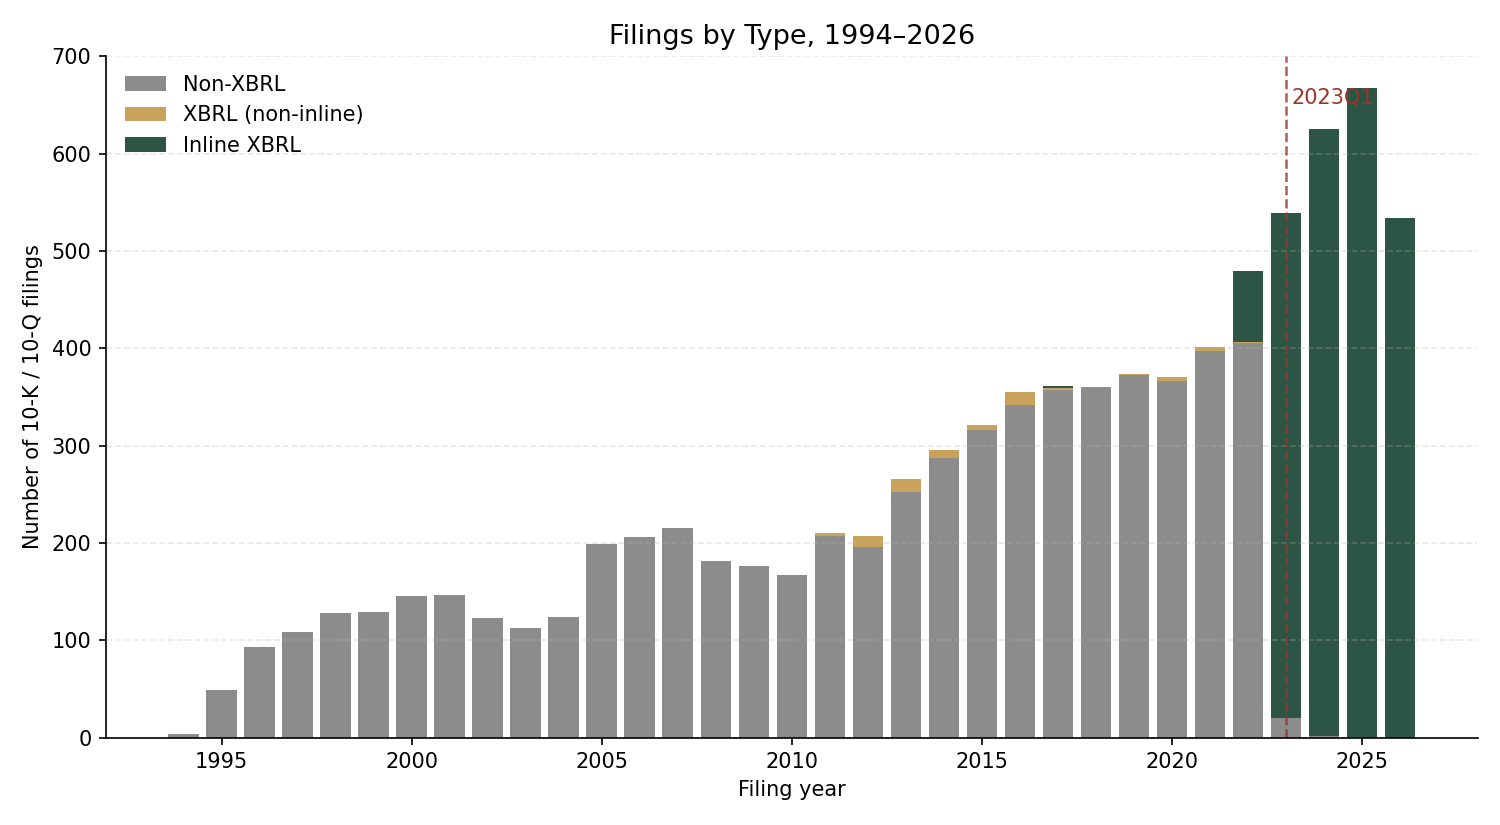 Filings by Type, 1994–2026
Non-XBRL
XBRL (non-inline)
Inline XBRL
2023Q1
Number of 10-K / 10-Q filings
700
600
500
400
300
200
100
0
1995
2000
2005
2010
2015
2020
2025
Filing year